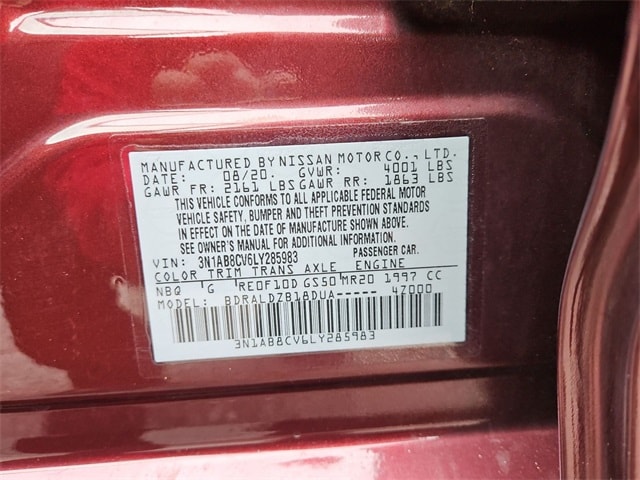 MANUFACTURED BY NISSAN MOTOR CO., LTD.
DATE: 08/20. GVWR: 4001 LBS
GAWR FR: 2161 LBS GAWR RR: 1863 LBS
THIS VEHICLE CONFORMS TO ALL APPLICABLE FEDERAL MOTOR
VEHICLE SAFETY, BUMPER AND THEFT PREVENTION STANDARDS
IN EFFECT ON THE DATE OF MANUFACTURE SHOWN ABOVE.
SEE OWNER'S MANUAL FOR ADDITIONAL INFORMATION.
VIN: 3N1AB8CV6LY285983 PASSENGER CAR.
COLOR TRIM TRANS AXLE ENGINE
NBQ G RE0F10D GS50 MR20 1997 CC
MODEL: BDRALDZB18DUA----- 4Z000
3N1AB8CV6LY285983